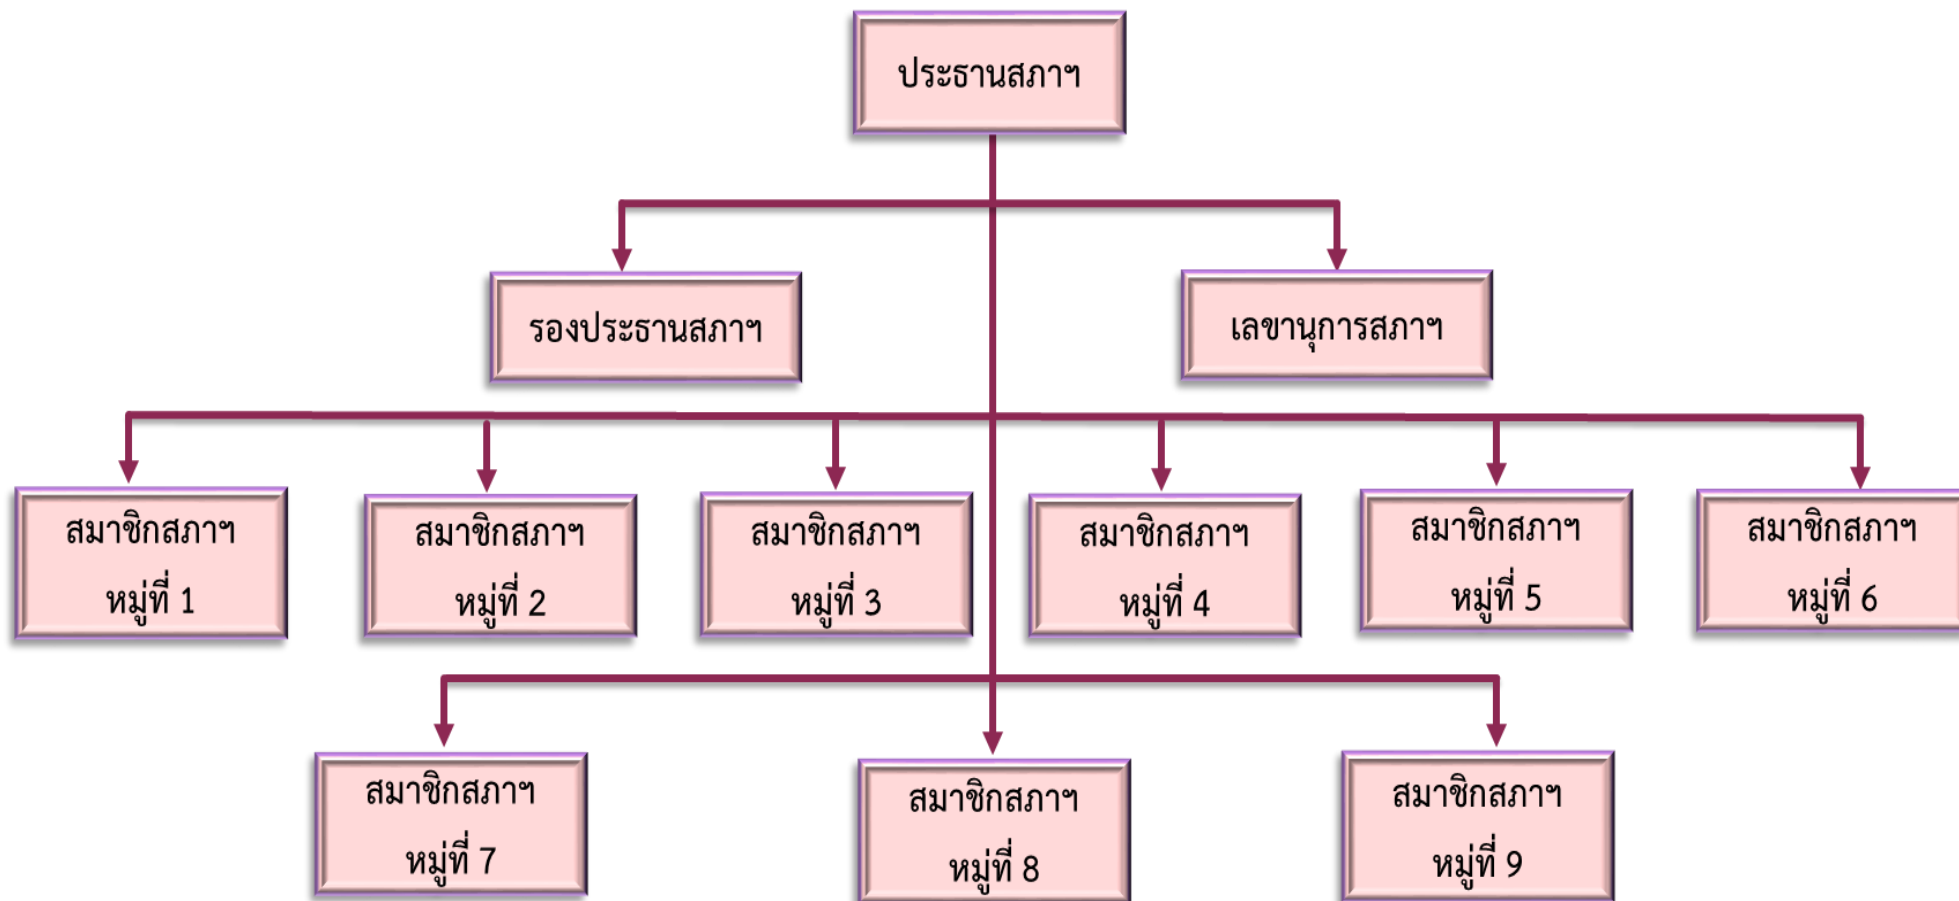 ประธานสภาฯ
รองประธานสภาฯ
เลขานุการสภาฯ
สมาชิกสภาฯ
หมู่ที่ 1
สมาชิกสภาฯ
หมู่ที่ 2
สมาชิกสภาฯ
หมู่ที่ 3
สมาชิกสภาฯ
หมู่ที่ 4
สมาชิกสภาฯ
หมู่ที่ 5
สมาชิกสภาฯ
หมู่ที่ 6
สมาชิกสภาฯ
หมู่ที่ 7
สมาชิกสภาฯ
หมู่ที่ 8
สมาชิกสภาฯ
หมู่ที่ 9